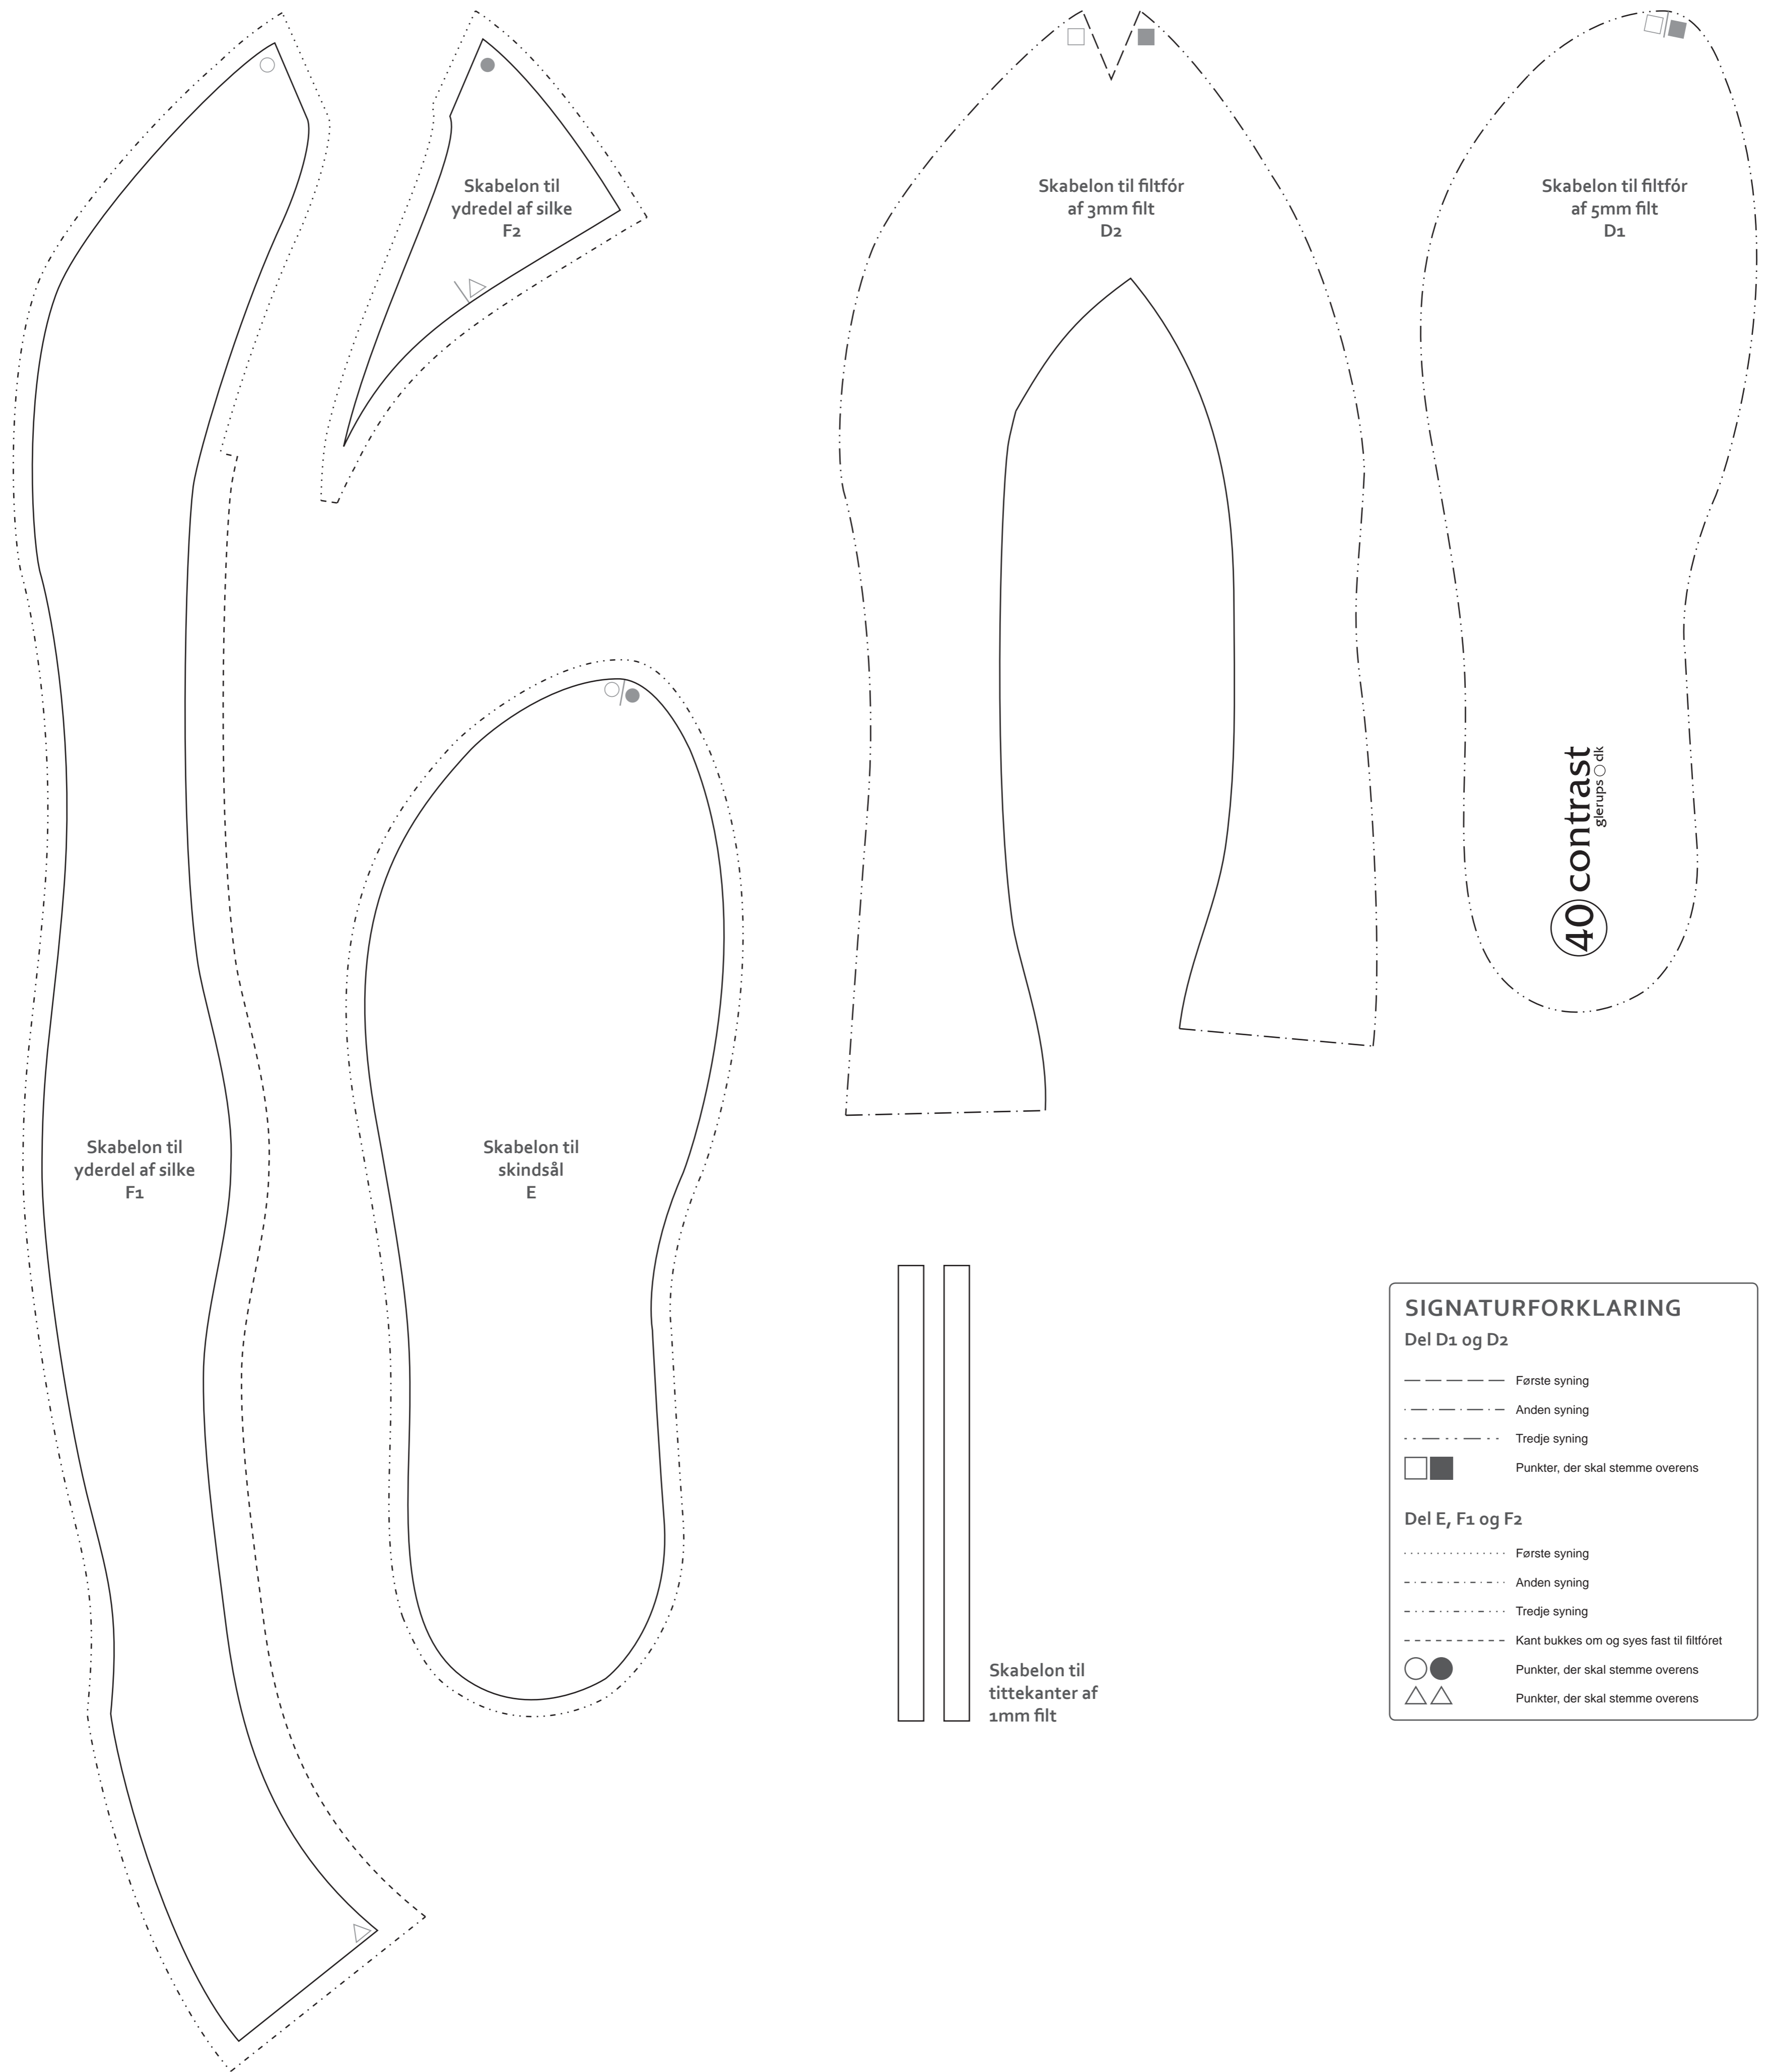 Skabelon til
ydredel af silke
F2
Skabelon til filtfór
af 3mm filt
D2
Skabelon til filtfór
af 5mm filt
D1
40 contrast
glerups dk
Skabelon til
yderdel af silke
F1
Skabelon til
skindsål
E
Skabelon til
tittekanter af
1mm filt
SIGNATURFORKLARING
Del D1 og D2
Første syning
Anden syning
Tredje syning
Punkter, der skal stemme overens
Del E, F1 og F2
Første syning
Anden syning
Tredje syning
Kant bukkes om og syes fast til filtfóret
Punkter, der skal stemme overens
Punkter, der skal stemme overens